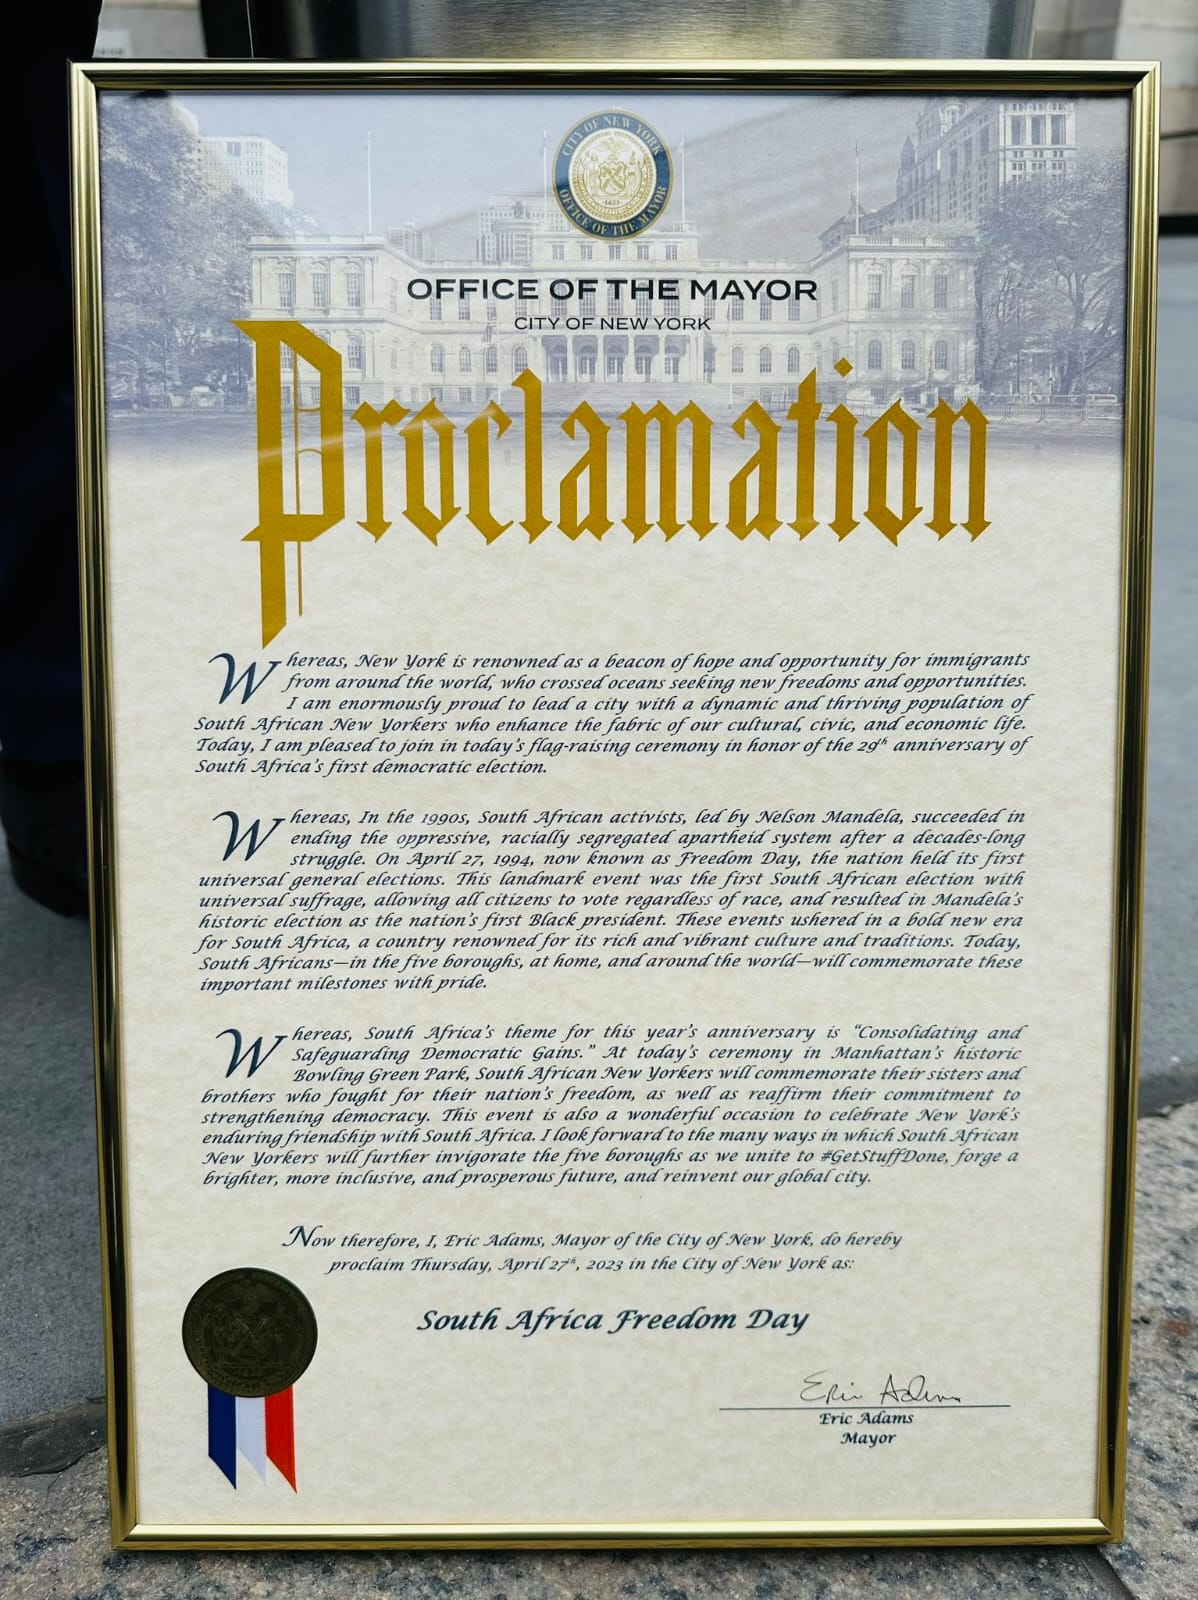 CITY OF NEW YORK
OFFICE OF THE MAYOR
1625
OFFICE OF THE MAYOR
CITY OF NEW YORK
Proclamation
Whereas, New York is renowned as a beacon of hope and opportunity for immigrants
from around the world, who crossed oceans seeking new freedoms and opportunities.
I am enormously proud to lead a city with a dynamic and thriving population of
South African New Yorkers who enhance the fabric of our cultural, civic, and economic life.
Today, I am pleased to join in today's flag-raising ceremony in honor of the 29th anniversary of
South Africa's first democratic election.
Whereas, In the 1990s, South African activists, led by Nelson Mandela, succeeded in
ending the oppressive, racially segregated apartheid system after a decades-long
struggle. On April 27, 1994, now known as Freedom Day, the nation held its first
universal general elections. This landmark event was the first South African election with
universal suffrage, allowing all citizens to vote regardless of race, and resulted in Mandela's
historic election as the nation's first Black president. These events ushered in a bold new era
for South Africa, a country renowned for its rich and vibrant culture and traditions. Today,
South Africans—in the five boroughs, at home, and around the world—will commemorate these
important milestones with pride.
Whereas, South Africa's theme for this year's anniversary is “Consolidating and
Safeguarding Democratic Gains.” At today's ceremony in Manhattan's historic
Bowling Green Park, South African New Yorkers will commemorate their sisters and
brothers who fought for their nation's freedom, as well as reaffirm their commitment to
strengthening democracy. This event is also a wonderful occasion to celebrate New York's
enduring friendship with South Africa. I look forward to the many ways in which South African
New Yorkers will further invigorate the five boroughs as we unite to #GetStuffDone, forge a
brighter, more inclusive, and prosperous future, and reinvent our global city.
Now therefore, I, Eric Adams, Mayor of the City of New York, do hereby
proclaim Thursday, April 27th, 2023 in the City of New York as:
South Africa Freedom Day
Eric Adams
Eric Adams
Mayor